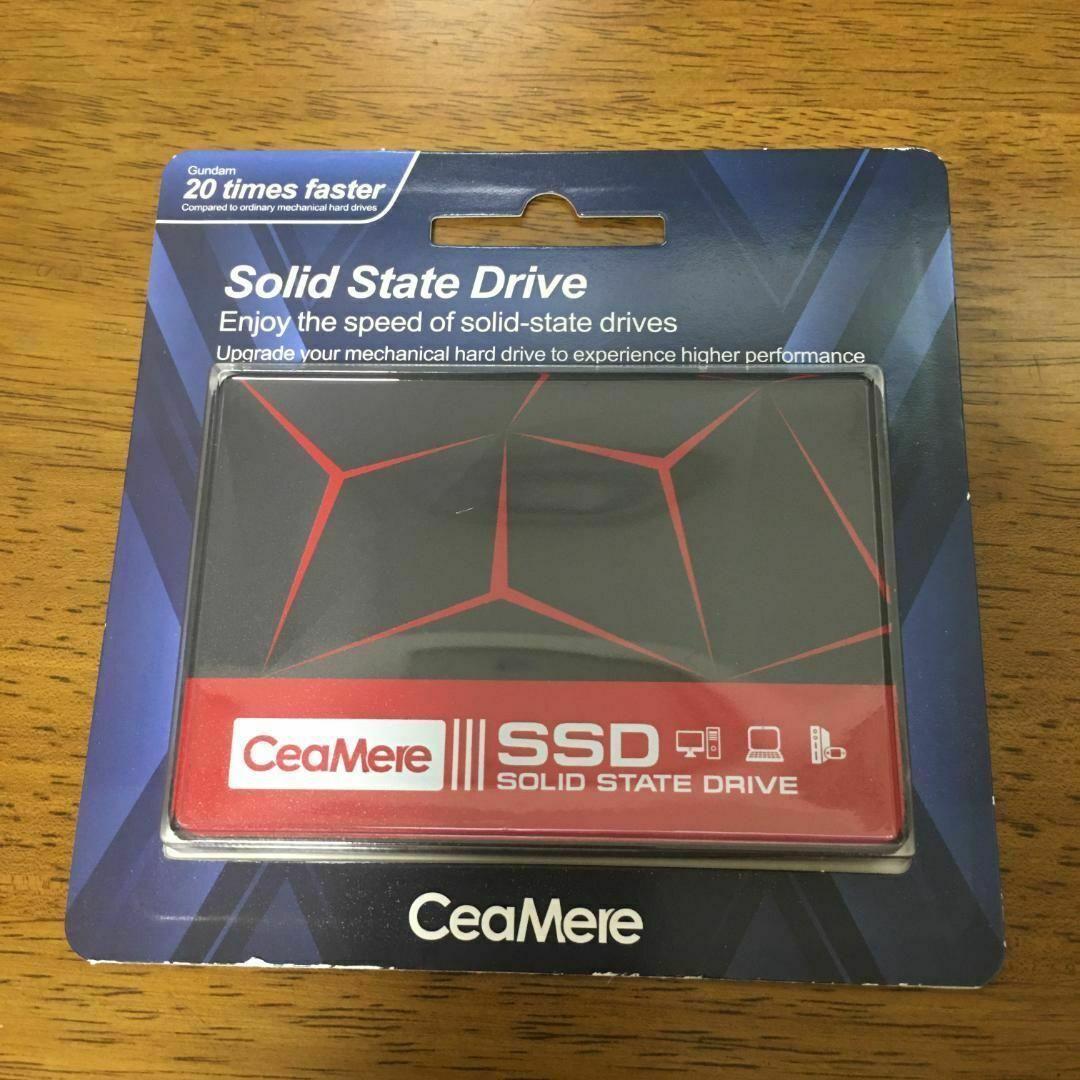 Gundam
20 times faster
Compared to ordinary mechanical hard drives
Solid State Drive
Enjoy the speed of solid-state drives
Upgrade your mechanical hard drive to experience higher performance
CeaMere SSD
SOLID STATE DRIVE
CeaMere